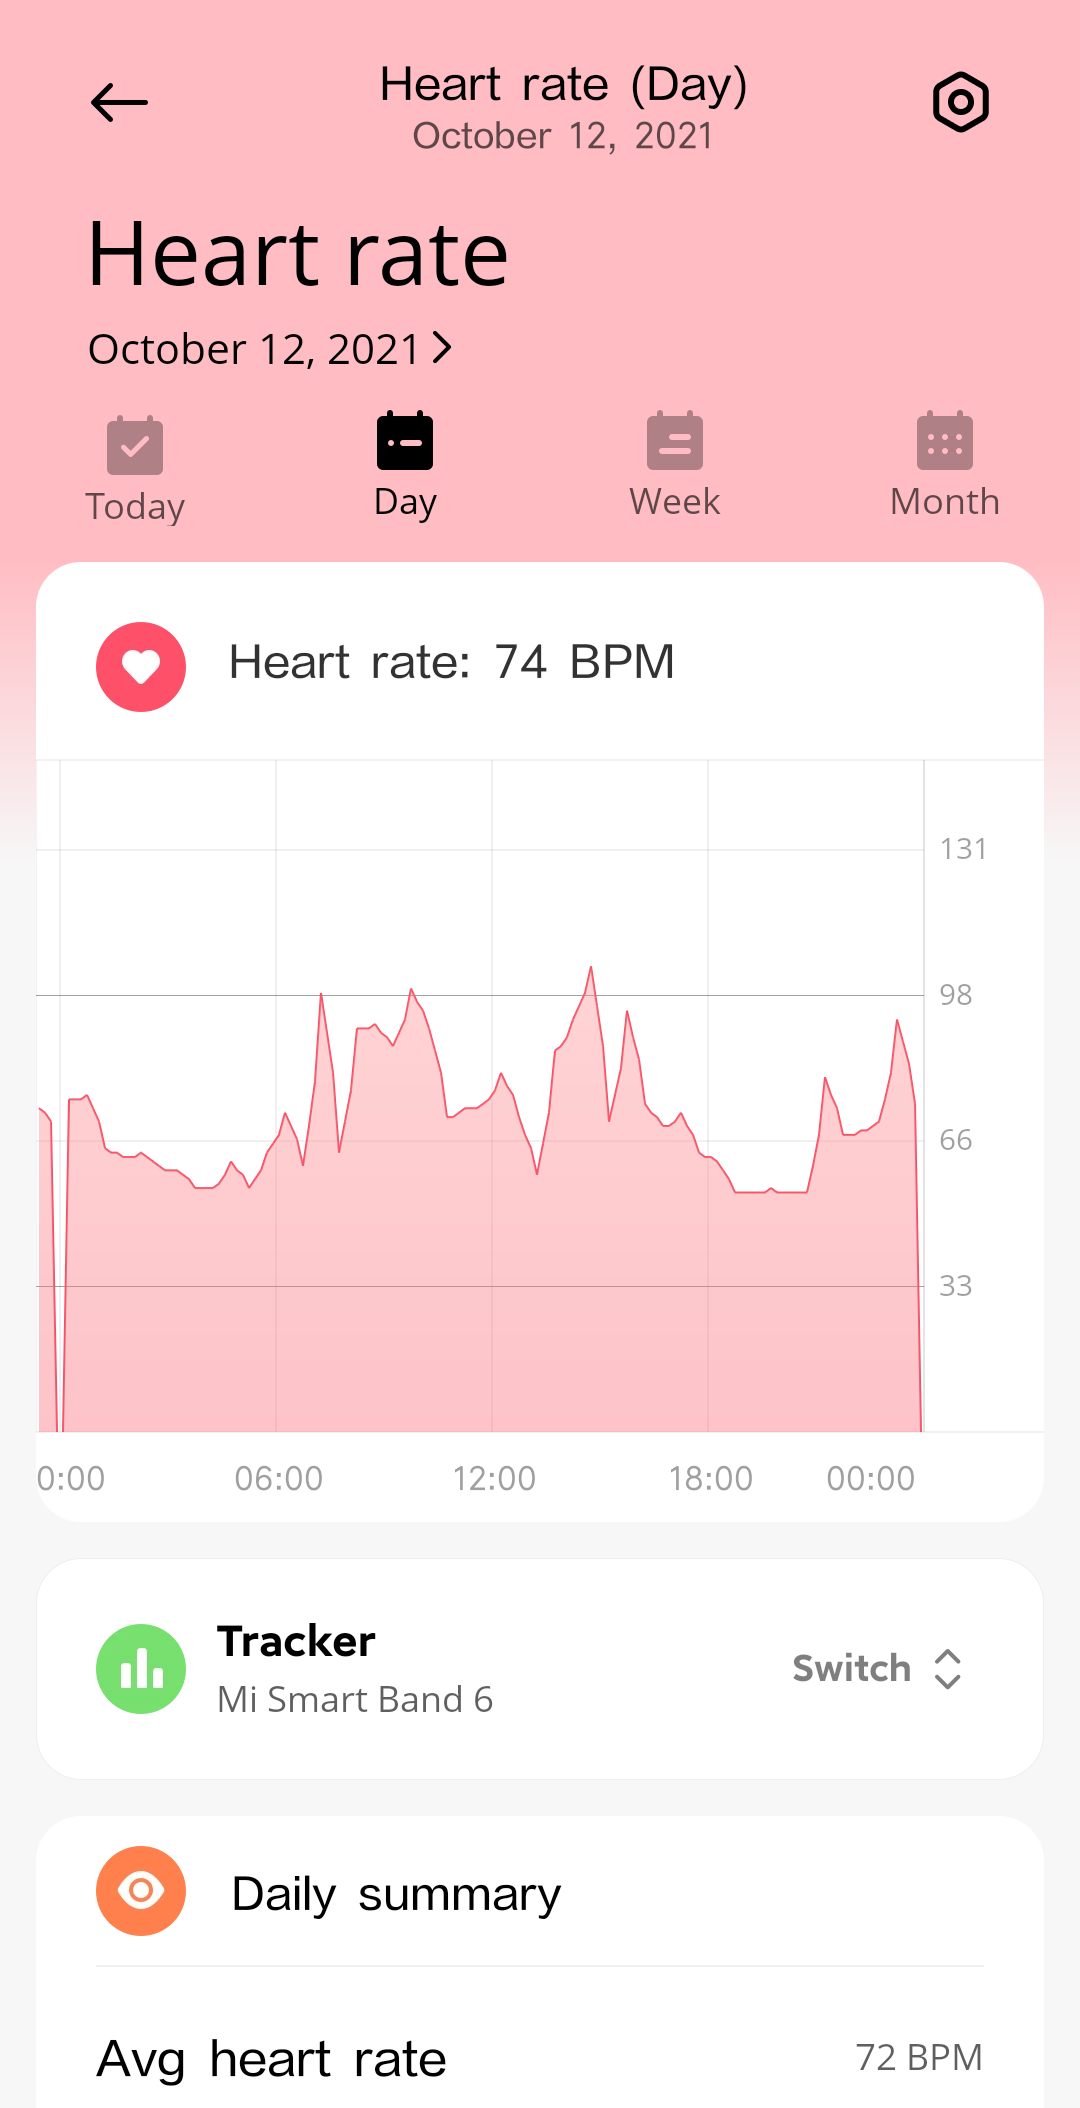 Heart rate (Day)
October 12, 2021
Heart rate
October 12, 2021
Today
Day
Week
Month
Heart rate: 74 BPM
131
98
66
33
0:00
06:00
12:00
18:00
00:00
Tracker
Mi Smart Band 6
Switch
Daily summary
Avg heart rate
72 BPM